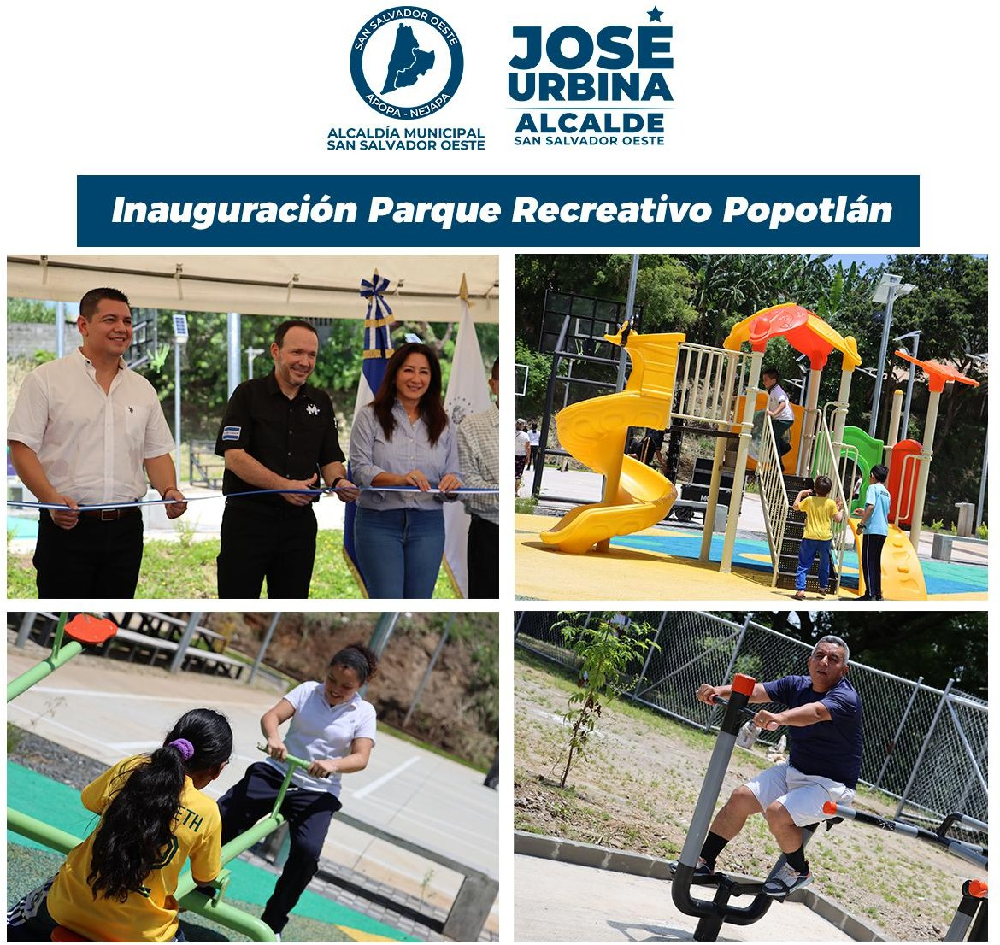 SAN SALVADOR OESTE
APOPA - NEJAPA
ALCALDÍA MUNICIPAL
SAN SALVADOR OESTE
JOSÉ
URBINA
ALCALDE
SAN SALVADOR OESTE
Inauguración Parque Recreativo Popotlán